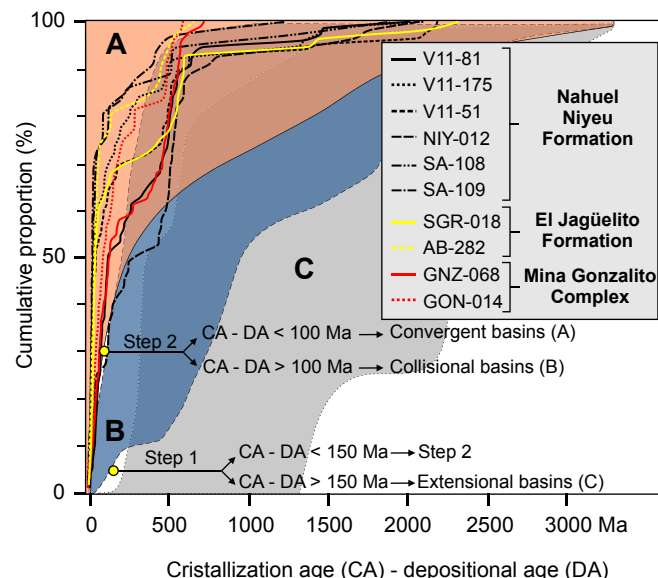 Cumulative proportion (%)
100
50
0
A
B
C
V11-81
V11-175
V11-51
NIY-012
SA-108
SA-109
Nahuel
Niyeu
Formation
SGR-018
AB-282
El Jagüelito
Formation
GNZ-068
GON-014
Mina Gonzalito
Complex
Step 2
CA - DA < 100 Ma
Convergent basins (A)
CA - DA > 100 Ma
Collisional basins (B)
Step 1
CA - DA < 150 Ma
Step 2
CA - DA > 150 Ma
Extensional basins (C)
0 500 1000 1500 2000 2500 3000 Ma
Cristallization age (CA) - depositional age (DA)